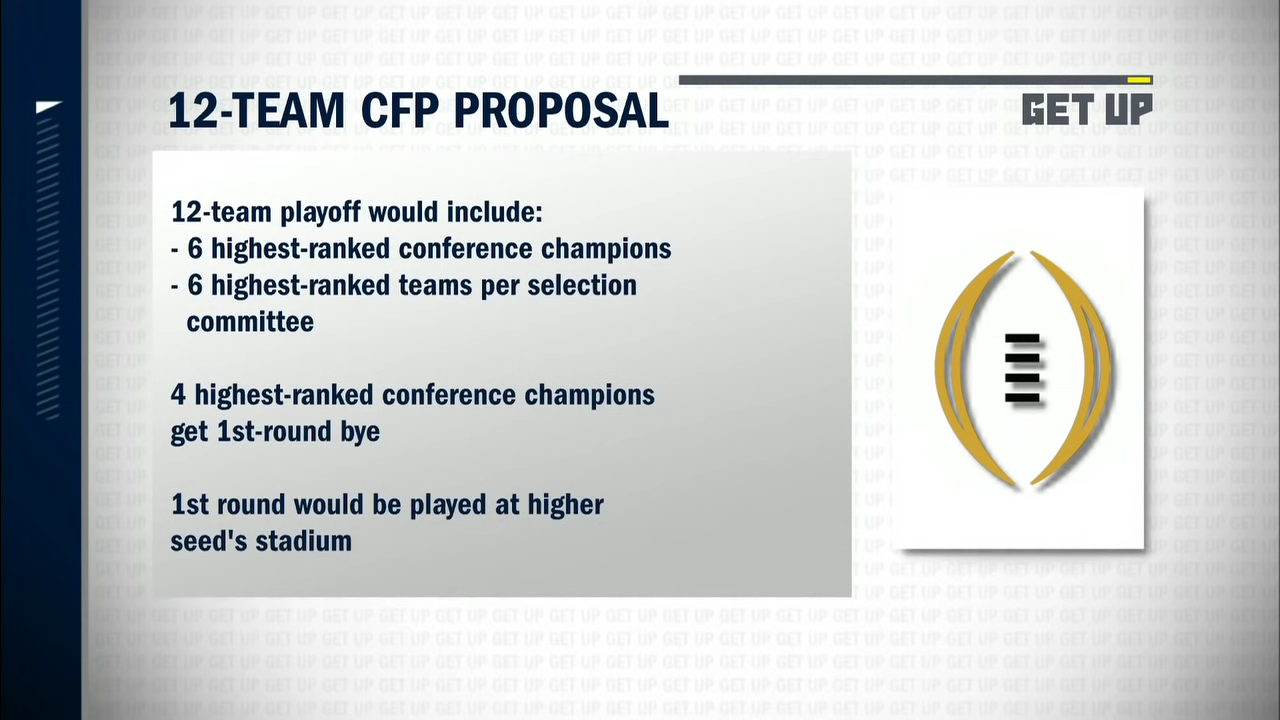 12-TEAM CFP PROPOSAL
GET UP
12-team playoff would include:
- 6 highest-ranked conference champions
- 6 highest-ranked teams per selection
committee
4 highest-ranked conference champions
get 1st-round bye
1st round would be played at higher
seed's stadium